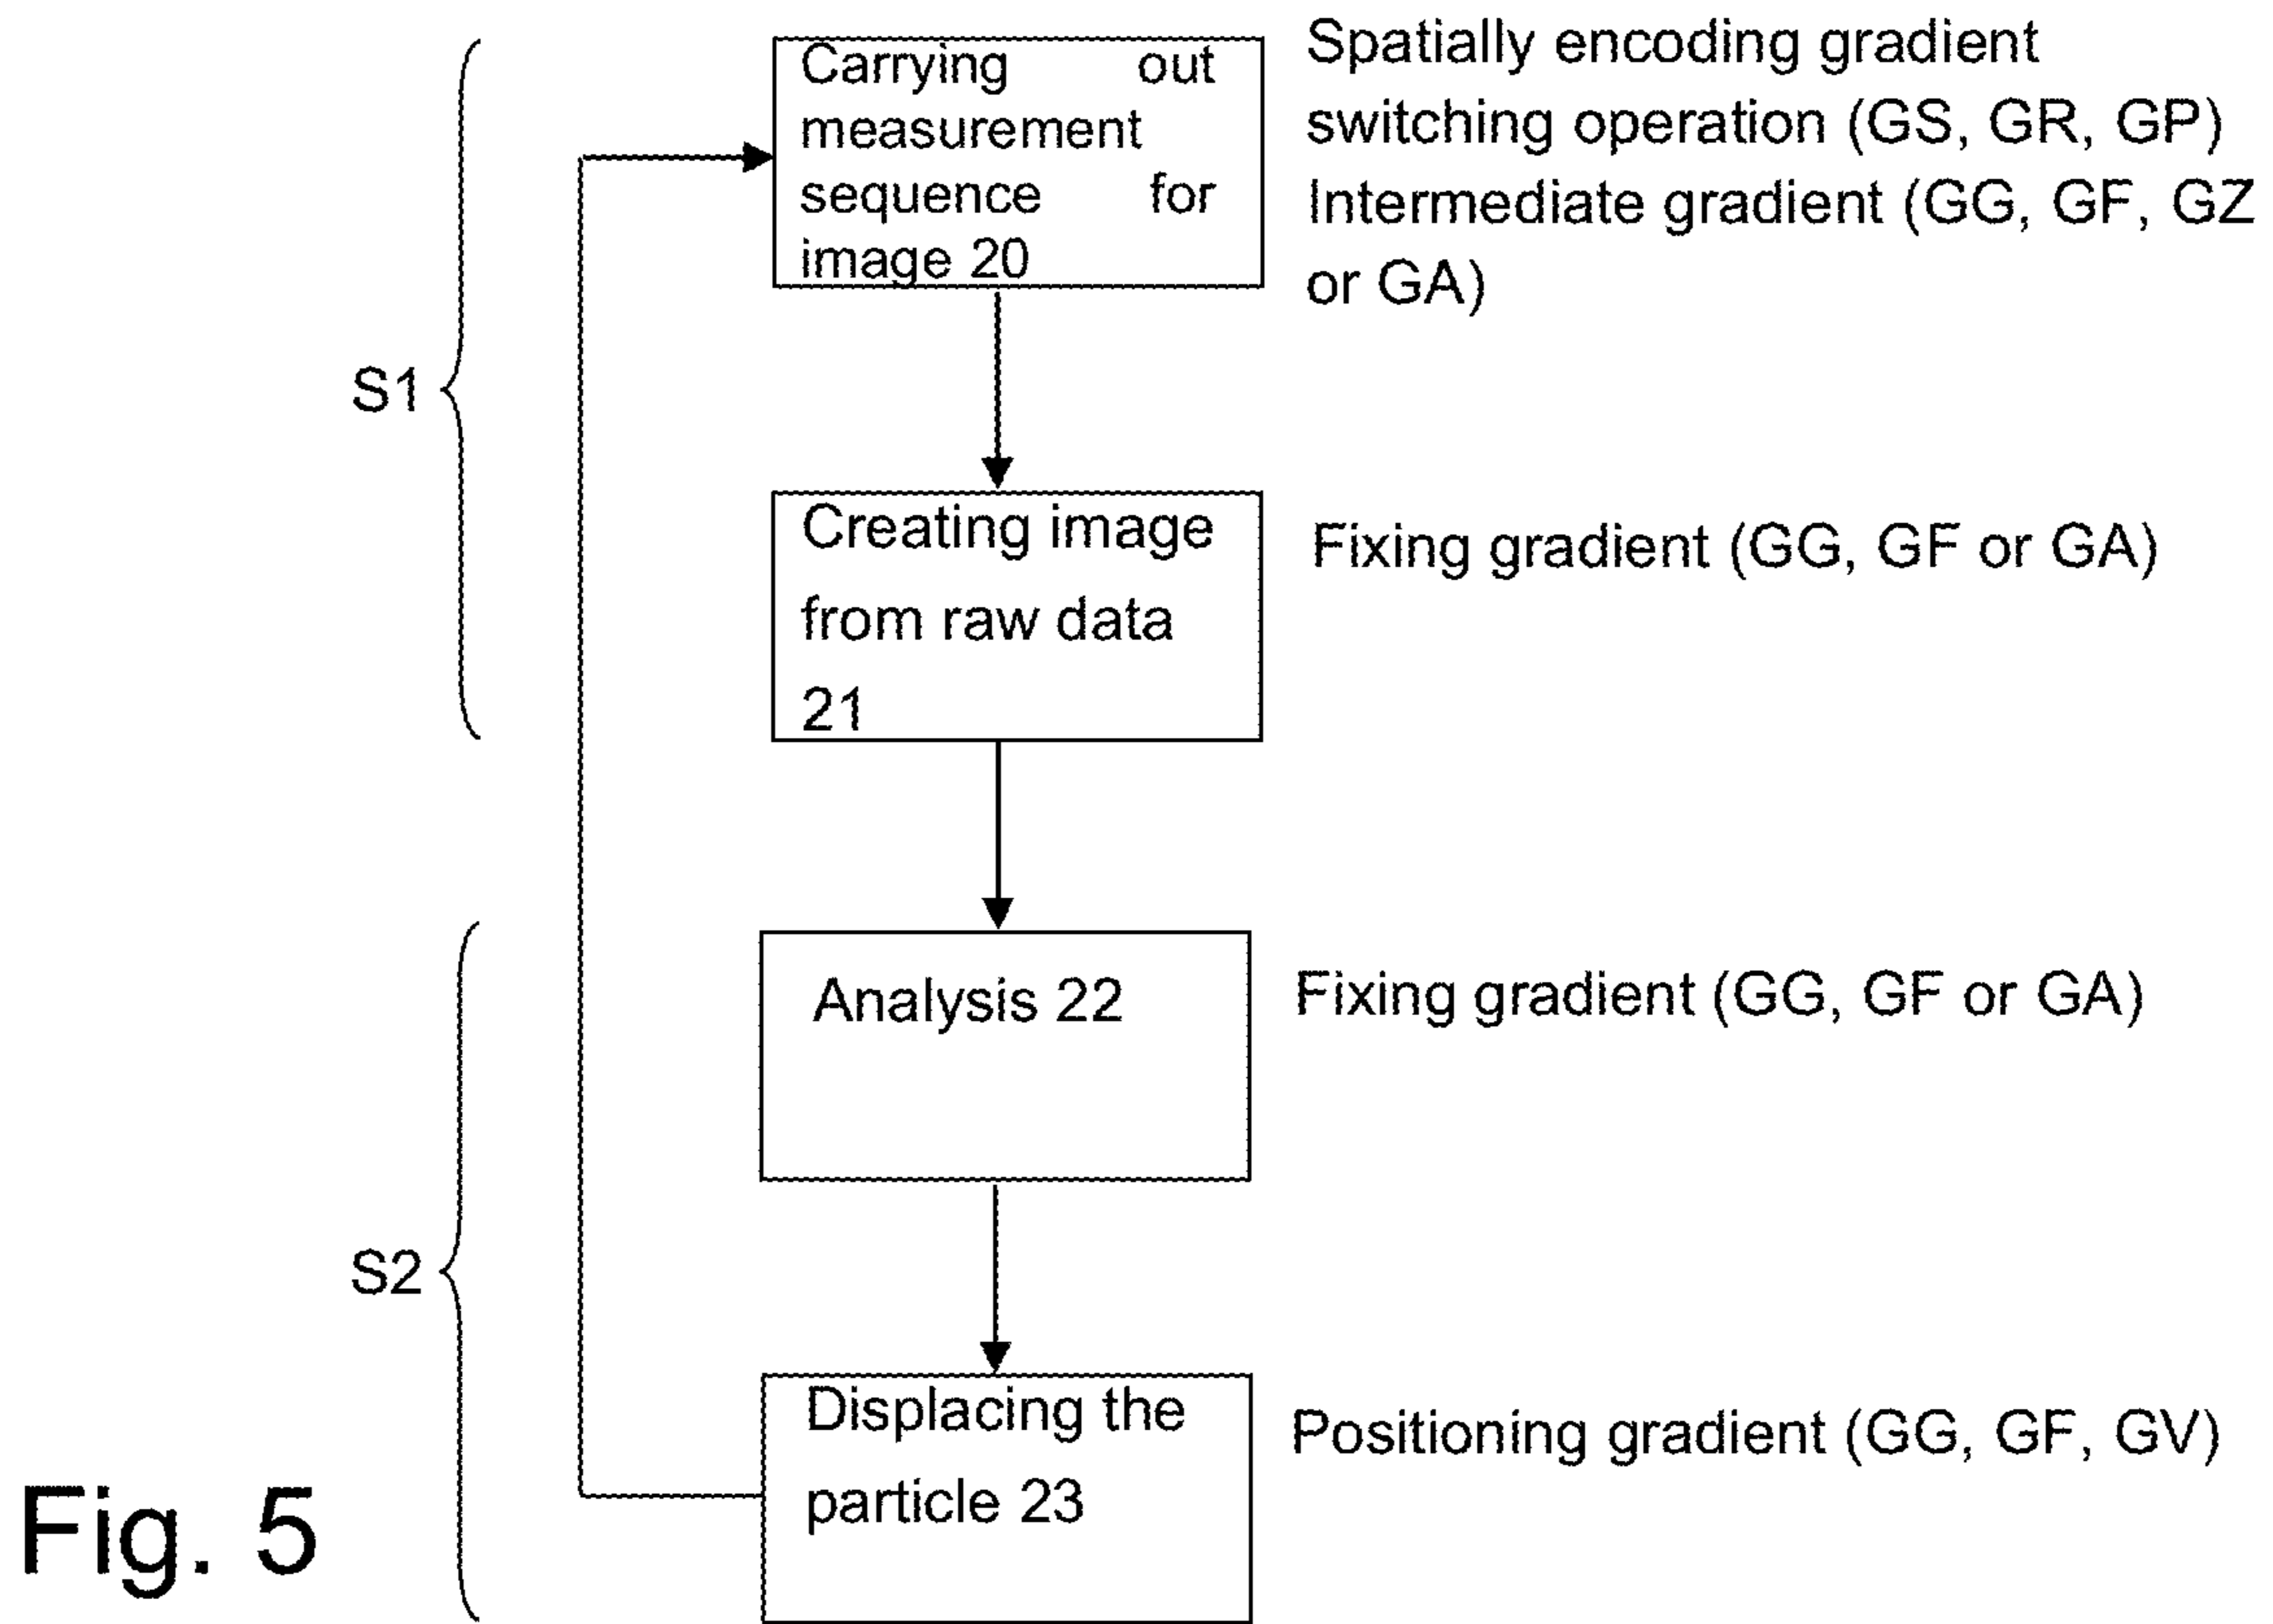 Carrying out
measurement
sequence for
image 20
Spatially encoding gradient
switching operation (GS, GR, GP)
Intermediate gradient (GG, GF, GZ
or GA)
S1
Creating image
from raw data
21
Fixing gradient (GG, GF or GA)
Analysis 22
Fixing gradient (GG, GF or GA)
S2
Displacing the
particle 23
Positioning gradient (GG, GF, GV)
Fig. 5